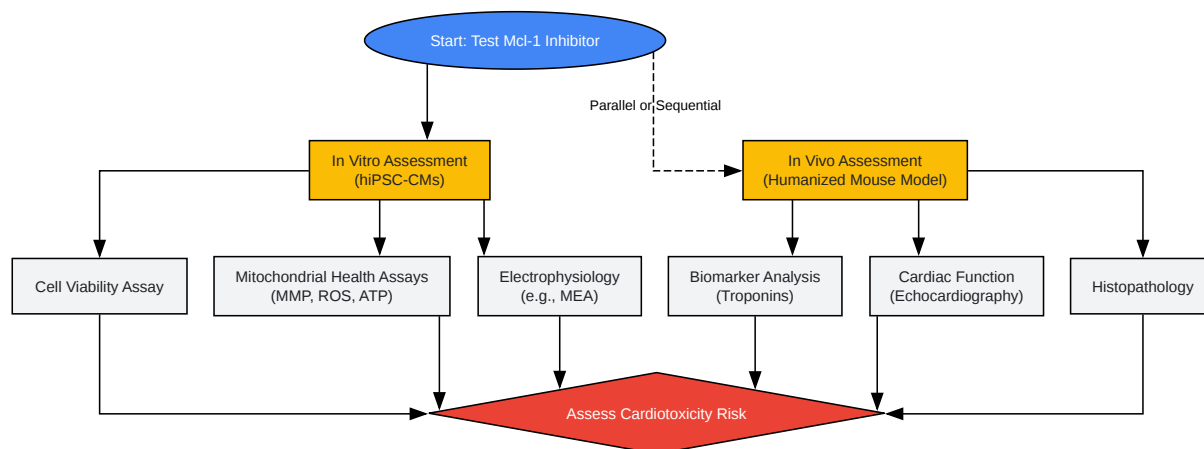 Start: Test Mcl-1 Inhibitor
Parallel or Sequential
In Vitro Assessment
(hiPSC-CMs)
In Vivo Assessment
(Humanized Mouse Model)
Cell Viability Assay
Mitochondrial Health Assays
(MMP, ROS, ATP)
Electrophysiology
(e.g., MEA)
Biomarker Analysis
(Troponins)
Cardiac Function
(Echocardiography)
Histopathology
Assess Cardiotoxicity Risk